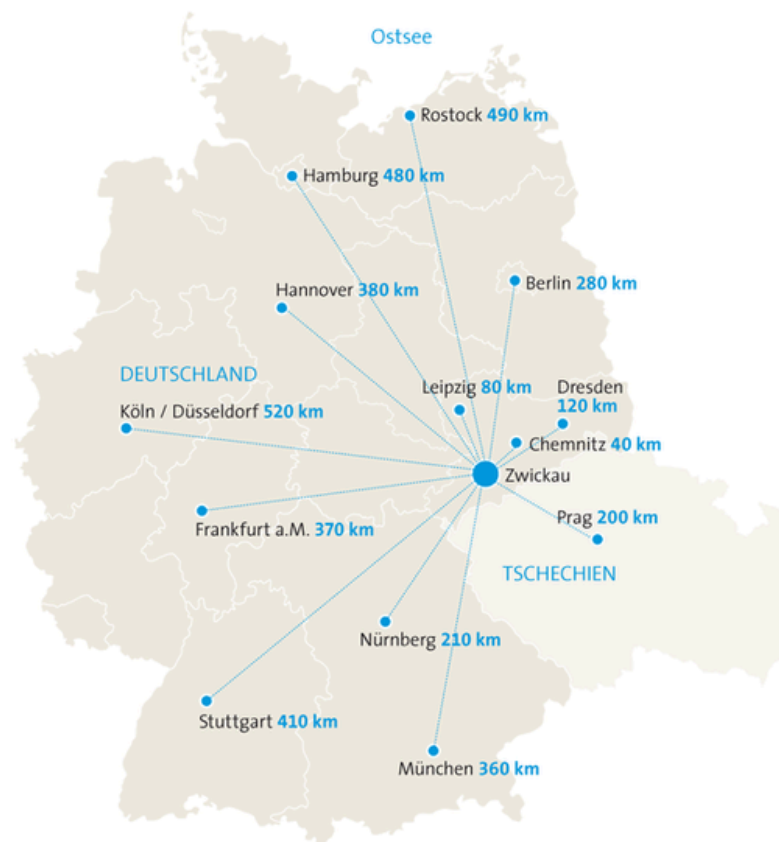 Ostsee
Rostock 490 km
Hamburg 480 km
Hannover 380 km
Berlin 280 km
DEUTSCHLAND
Leipzig 80 km
Dresden
120 km
Köln / Düsseldorf 520 km
Chemnitz 40 km
Zwickau
Frankfurt a.M. 370 km
Prag 200 km
TSCHECHIEN
Nürnberg 210 km
Stuttgart 410 km
München 360 km